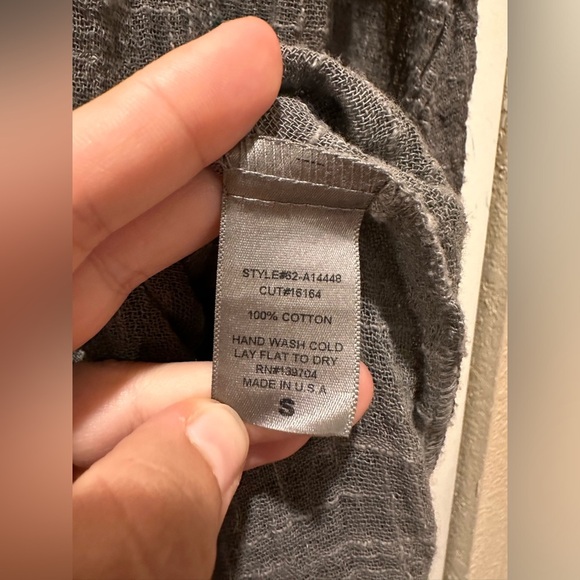 STYLE#62-A14448
CUT#16164
100% COTTON
HAND WASH COLD
LAY FLAT TO DRY
RN#139704
MADE IN U.S.A
S